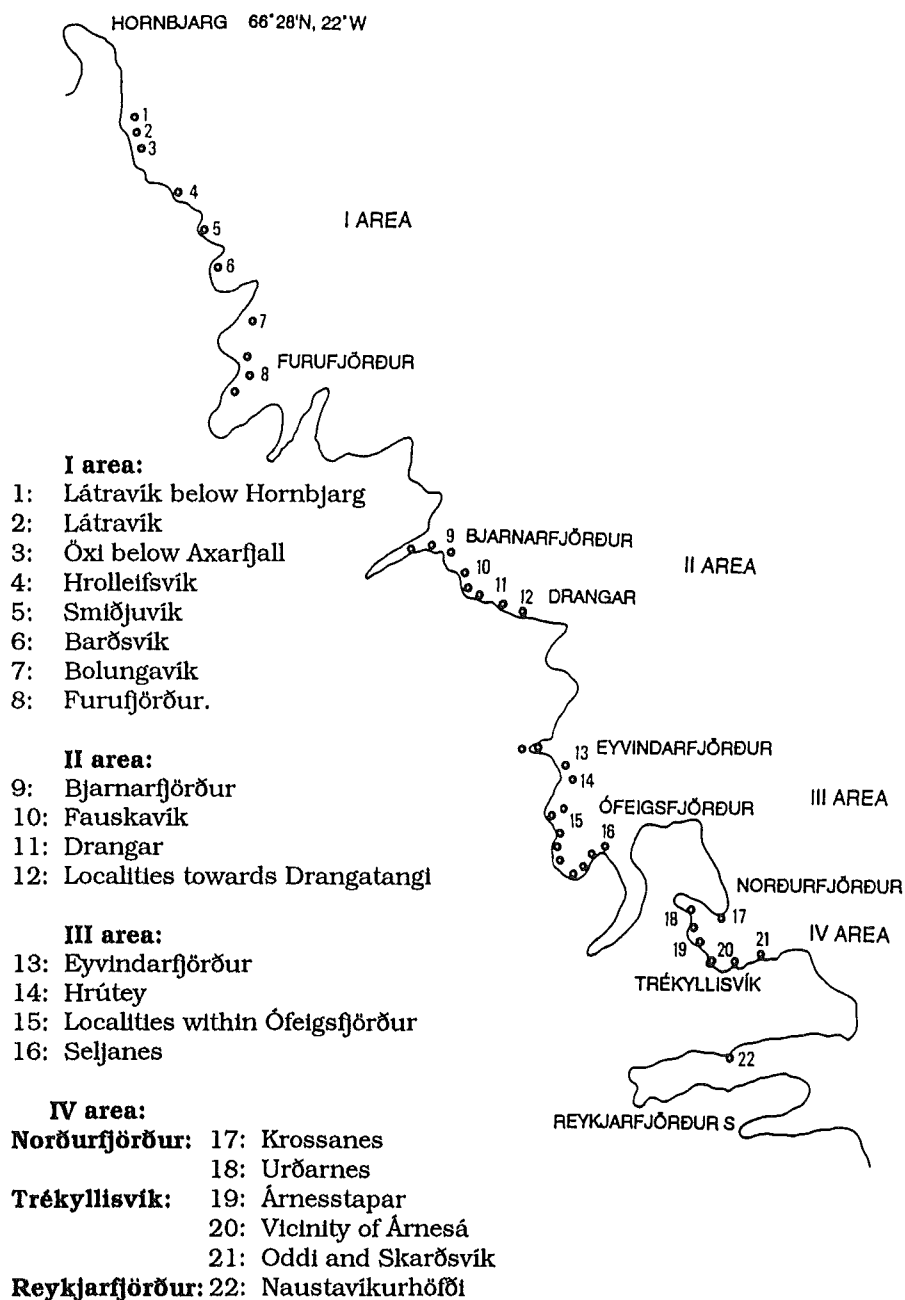 HORNBJARG 66°28'N, 22°W
1
2
3
4
I AREA
5
6
7
FURUFJÖRÐUR
8
I area:
1: Látravík below Hornbjarg
2: Látravík
3: Öxi below Axarfjall
4: Hrolleifsvík
5: Smiðjuvík
6: Barðsvík
7: Bolungavík
8: Furufjörður.
9 BJARNARFJÖRÐUR
II AREA
10
11
12 DRANGAR
II area:
9: Bjarnarfjörður
10: Fauskavík
11: Drangar
12: Localities towards Drangatangi
13 EYVINDARFJÖRÐUR
14
III AREA
ÓFEIGSFJÖRÐUR
15
16
NORÐURFJÖRÐUR
18
17
IV AREA
19
20
21
TRÉKYLLISVÍK
III area:
13: Eyvindarfjörður
14: Hrútey
15: Localities within Ófeigsfjörður
16: Seljanes
22
REYKJARFJÖRÐUR S
IV area:
Norðurfjörður: 17: Krossanes
18: Urðarnes
Trékyllisvík: 19: Árnesstapar
20: Vicinity of Árnesá
21: Oddi and Skarðsvík
Reykjarfjörður: 22: Naustavíkurhöfði